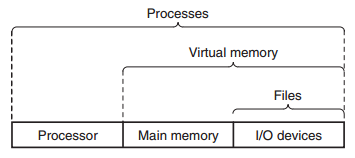 Processes
Virtual memory
Files
Processor Main memory I/O devices